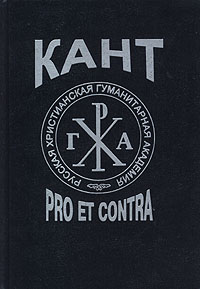 КАНТ
РУССКАЯ ХРИСТИАНСКАЯ ГУМАНИТАРНАЯ АКАДЕМИЯ
Г Х А
PRO ET CONTRA